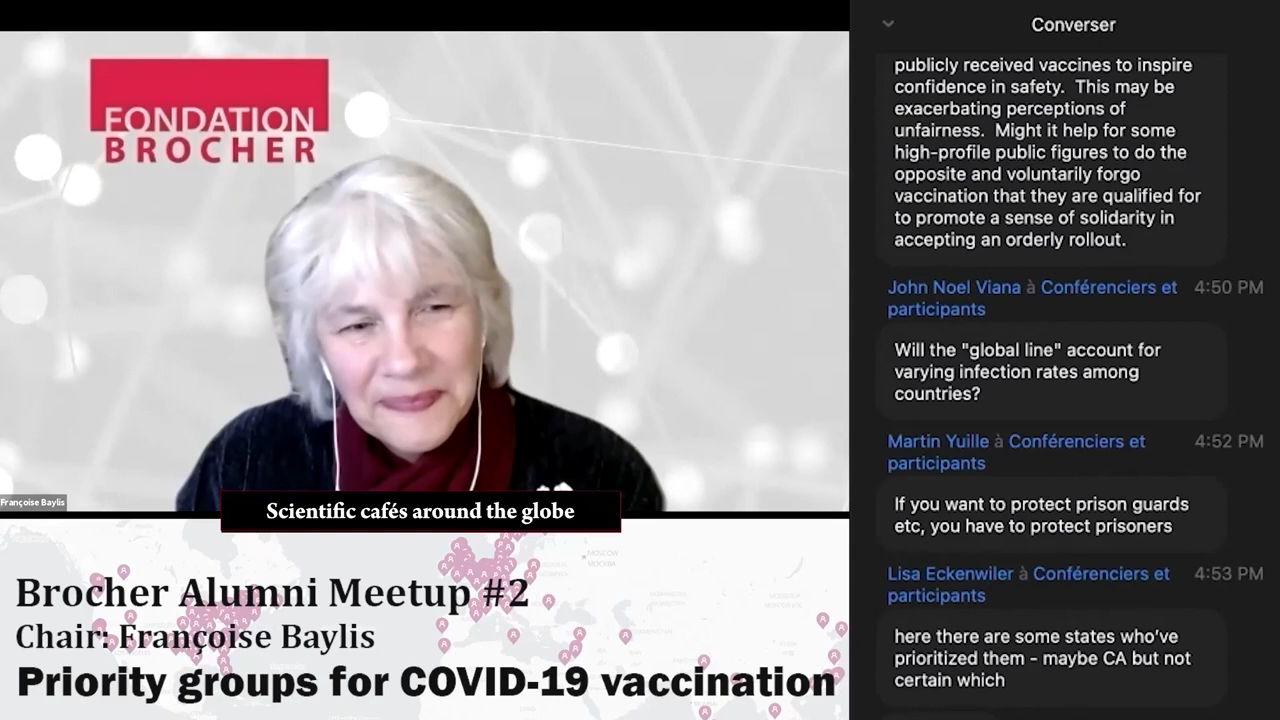 FONDATION
BROCHER
Françoise Baylis
Scientific cafés around the globe
Brocher Alumni Meetup #2
Chair: Françoise Baylis
Priority groups for COVID-19 vaccination
MOSCOW
МОСКВА
Converser
publicly received vaccines to inspire
confidence in safety.  This may be
exacerbating perceptions of
unfairness.  Might it help for some
high-profile public figures to do the
opposite and voluntarily forgo
vaccination that they are qualified for
to promote a sense of solidarity in
accepting an orderly rollout.
John Noel Viana à Conférenciers et 4:50 PM
participants
Will the "global line" account for
varying infection rates among
countries?
Martin Yuille à Conférenciers et 4:52 PM
participants
If you want to protect prison guards
etc, you have to protect prisoners
Lisa Eckenwiler à Conférenciers et 4:53 PM
participants
here there are some states who've
prioritized them - maybe CA but not
certain which